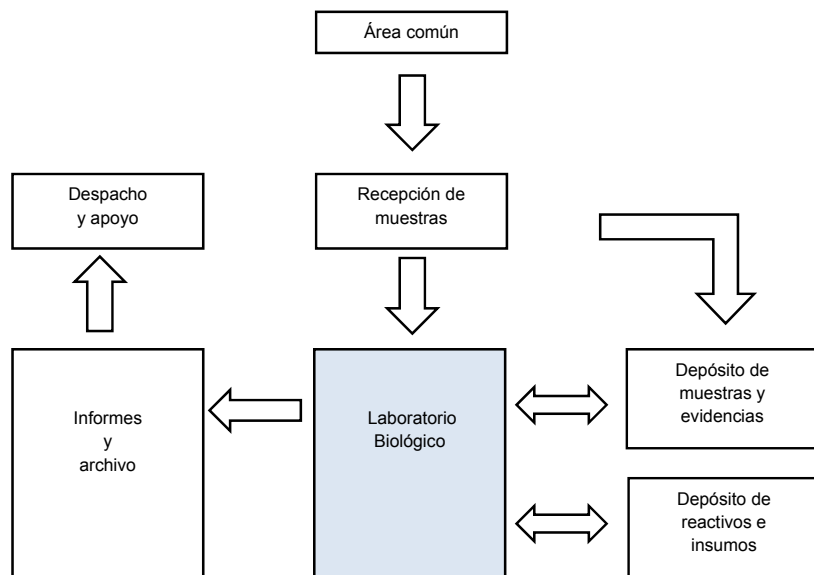 Área común
Despacho
y apoyo
Recepción de
muestras
Informes
y
archivo
Laboratorio
Biológico
Depósito de
muestras y
evidencias
Depósito de
reactivos e
insumos